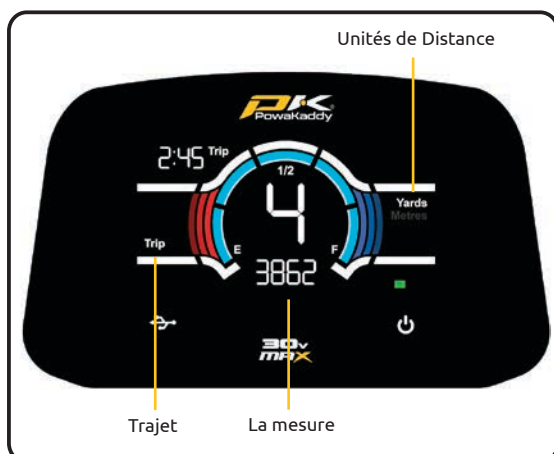 Unités de Distance
PK
PowaKaddy
2:45 Trip
1/2
4
Yards
Metres
Trip
E
F
3862
30v
MAX
Trajet
La mesure